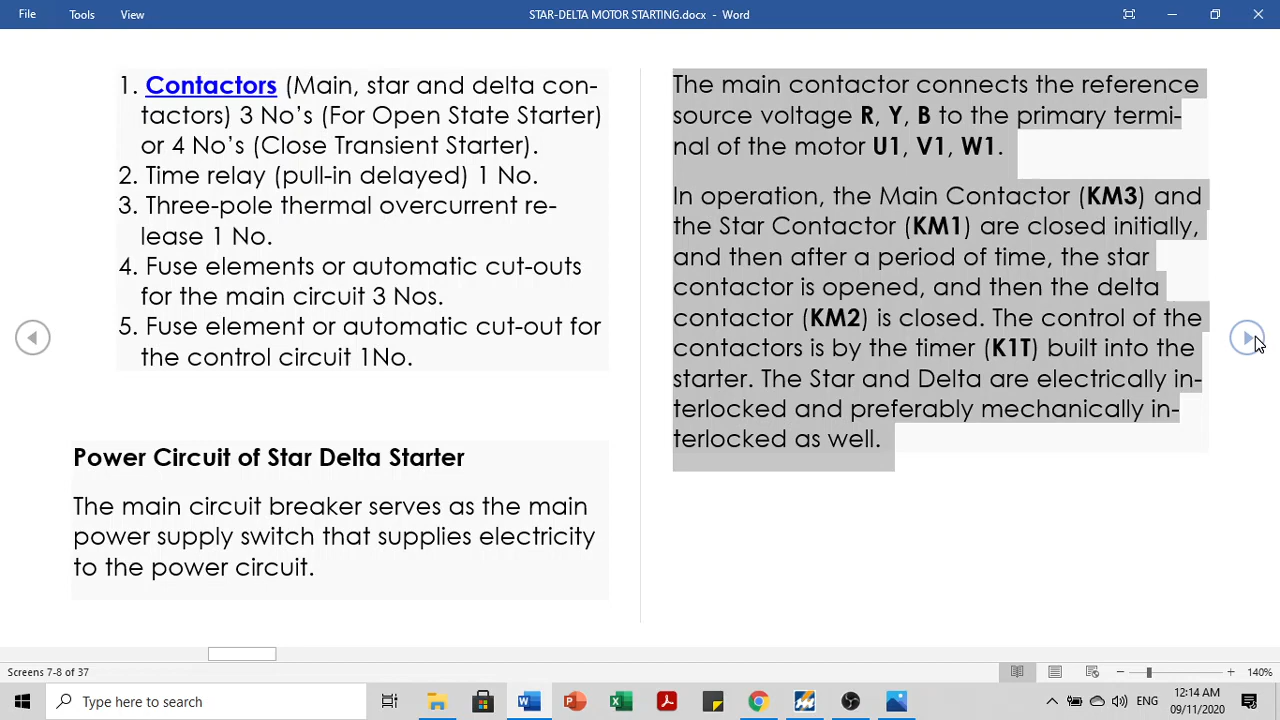 File Tools View STAR-DELTA MOTOR STARTING.docx - Word
1. Contactors (Main, star and delta con-
tactors) 3 No's (For Open State Starter)
or 4 No's (Close Transient Starter).
2. Time relay (pull-in delayed) 1 No.
3. Three-pole thermal overcurrent re-
lease 1 No.
4. Fuse elements or automatic cut-outs
for the main circuit 3 Nos.
5. Fuse element or automatic cut-out for
the control circuit 1No.
Power Circuit of Star Delta Starter
The main circuit breaker serves as the main
power supply switch that supplies electricity
to the power circuit.
The main contactor connects the reference
source voltage R, Y, B to the primary termi-
nal of the motor U1, V1, W1.
In operation, the Main Contactor (KM3) and
the Star Contactor (KM1) are closed initially,
and then after a period of time, the star
contactor is opened, and then the delta
contactor (KM2) is closed. The control of the
contactors is by the timer (K1T) built into the
starter. The Star and Delta are electrically in-
terlocked and preferably mechanically in-
terlocked as well.
Screens 7-8 of 37 140%
Type here to search ENG 12:14 AM
09/11/2020